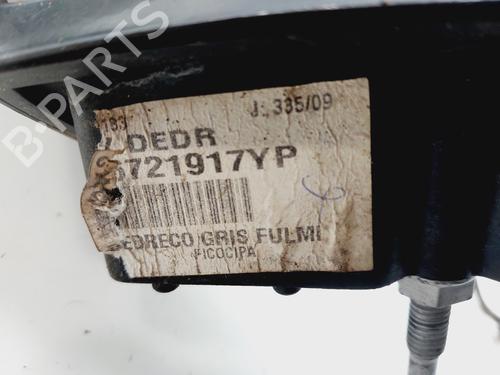 B-PARTS
J: 335/09
DEDR
721917YP
EDRECO GRIS FULMI
FICOCIPA